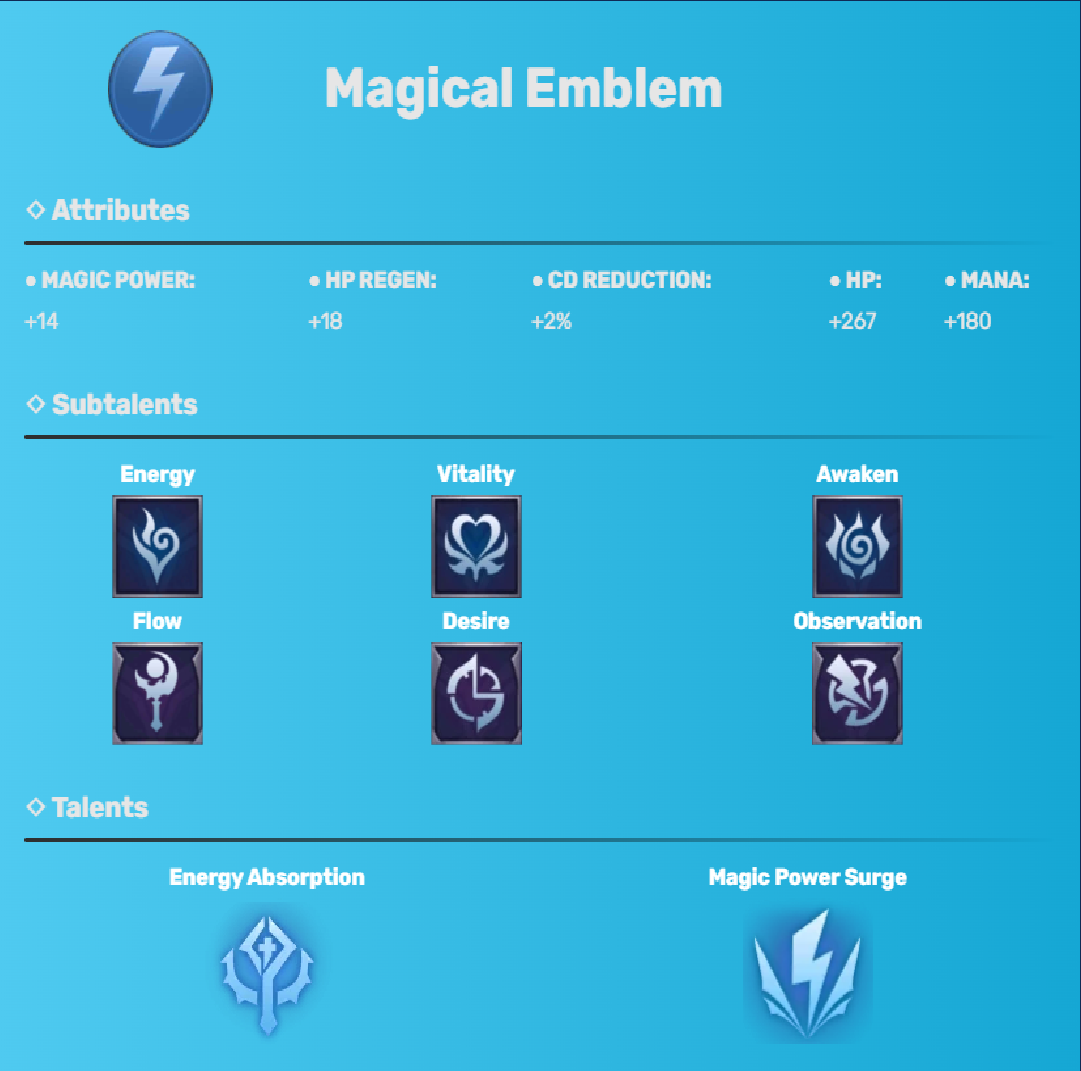 Magical Emblem
◇ Attributes
• MAGIC POWER: • HP REGEN: • CD REDUCTION: • HP: • MANA:
+14 +18 +2% +267 +180
◇ Subtalents
Energy Vitality Awaken
Flow Desire Observation
◇ Talents
Energy Absorption Magic Power Surge